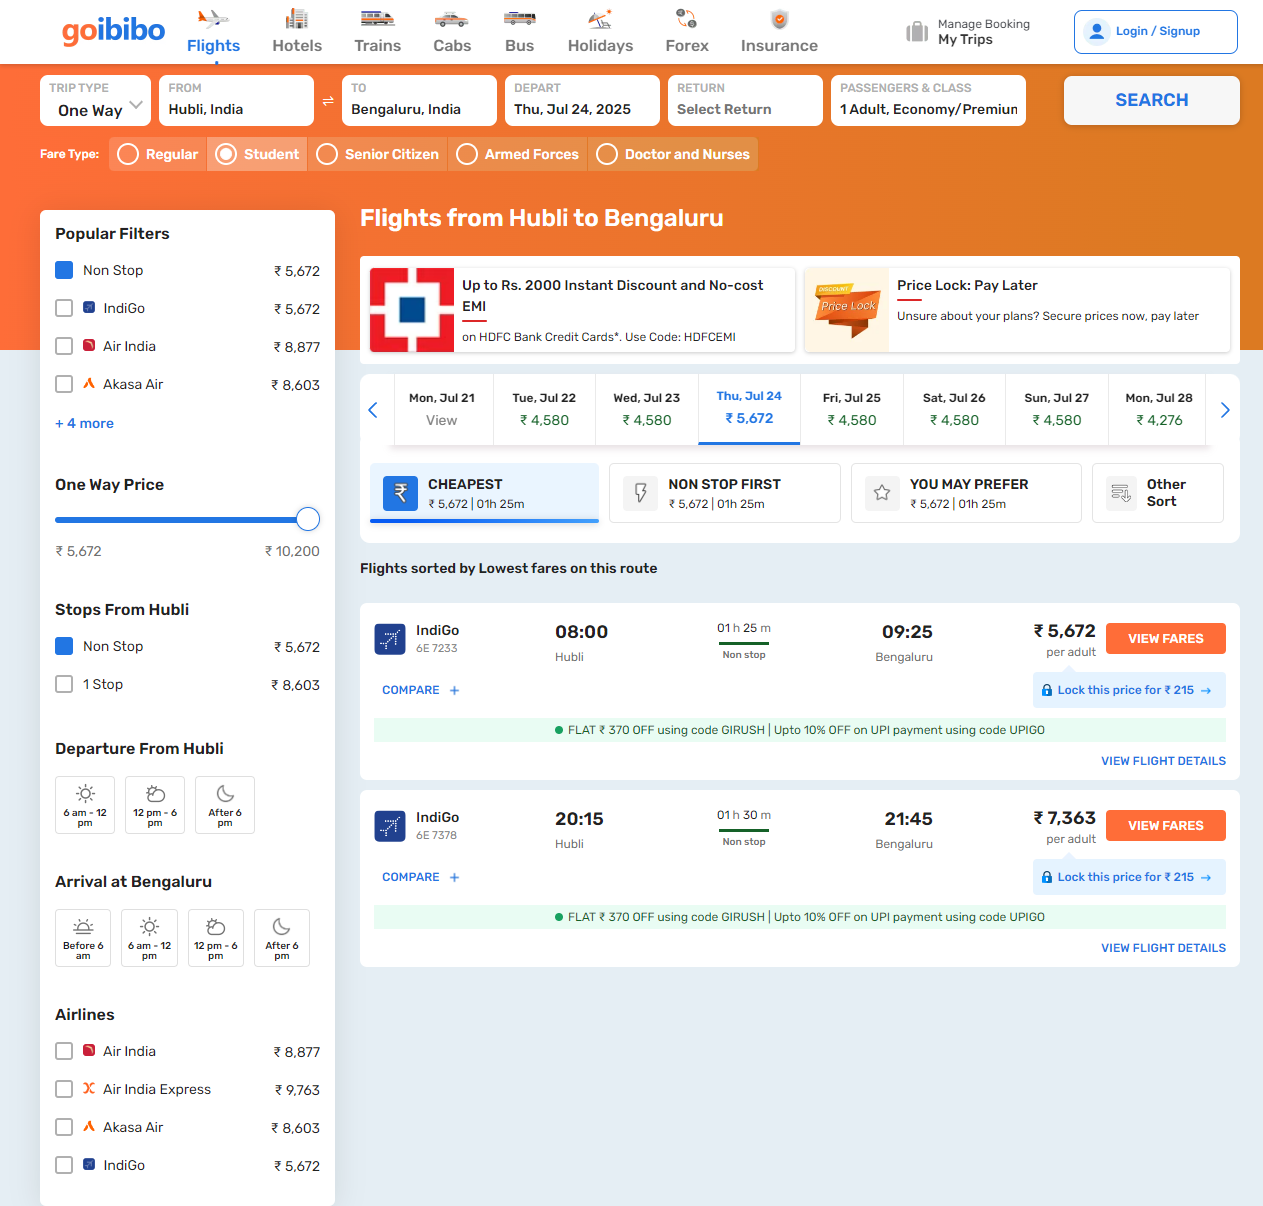 goibibo
Flights
Hotels
Trains
Cabs
Bus
Holidays
Forex
Insurance
Manage Booking
My Trips
Login / Signup
TRIP TYPE
One Way
FROM
Hubli, India
TO
Bengaluru, India
DEPART
Thu, Jul 24, 2025
RETURN
Select Return
PASSENGERS & CLASS
1 Adult, Economy/Premiun
SEARCH
Fare Type:
Regular
Student
Senior Citizen
Armed Forces
Doctor and Nurses
Popular Filters
Non Stop ₹ 5,672
IndiGo ₹ 5,672
Air India ₹ 8,877
Akasa Air ₹ 8,603
+ 4 more
One Way Price
₹ 5,672 ₹ 10,200
Stops From Hubli
Non Stop ₹ 5,672
1 Stop ₹ 8,603
Departure From Hubli
6 am - 12 pm
12 pm - 6 pm
After 6 pm
Arrival at Bengaluru
Before 6 am
6 am - 12 pm
12 pm - 6 pm
After 6 pm
Airlines
Air India ₹ 8,877
Air India Express ₹ 9,763
Akasa Air ₹ 8,603
IndiGo ₹ 5,672
Flights from Hubli to Bengaluru
Up to Rs. 2000 Instant Discount and No-cost
EMI
on HDFC Bank Credit Cards*. Use Code: HDFCEMI
DISCOUNT
Price Lock
Price Lock: Pay Later
Unsure about your plans? Secure prices now, pay later
Mon, Jul 21
View
Tue, Jul 22
₹ 4,580
Wed, Jul 23
₹ 4,580
Thu, Jul 24
₹ 5,672
Fri, Jul 25
₹ 4,580
Sat, Jul 26
₹ 4,580
Sun, Jul 27
₹ 4,580
Mon, Jul 28
₹ 4,276
CHEAPEST
₹ 5,672 | 01h 25m
NON STOP FIRST
₹ 5,672 | 01h 25m
YOU MAY PREFER
₹ 5,672 | 01h 25m
Other
Sort
Flights sorted by Lowest fares on this route
IndiGo
6E 7233
08:00
Hubli
01 h 25 m
Non stop
09:25
Bengaluru
₹ 5,672
per adult
VIEW FARES
COMPARE +
Lock this price for ₹ 215 →
FLAT ₹ 370 OFF using code GIRUSH | Upto 10% OFF on UPI payment using code UPIGO
VIEW FLIGHT DETAILS
IndiGo
6E 7378
20:15
Hubli
01 h 30 m
Non stop
21:45
Bengaluru
₹ 7,363
per adult
VIEW FARES
COMPARE +
Lock this price for ₹ 215 →
FLAT ₹ 370 OFF using code GIRUSH | Upto 10% OFF on UPI payment using code UPIGO
VIEW FLIGHT DETAILS